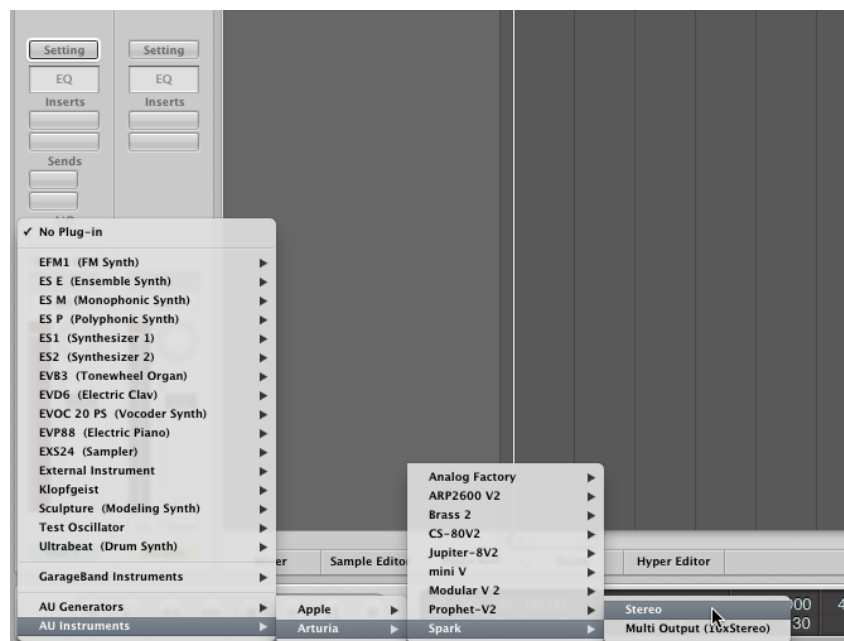 Setting Setting
EQ EQ
Inserts Inserts
Sends
✓ No Plug-in
EFM1 (FM Synth)
ES E (Ensemble Synth)
ES M (Monophonic Synth)
ES P (Polyphonic Synth)
ES1 (Synthesizer 1)
ES2 (Synthesizer 2)
EVB3 (Tonewheel Organ)
EVD6 (Electric Clav)
EVOC 20 PS (Vocoder Synth)
EVP88 (Electric Piano)
EXS24 (Sampler)
External Instrument
Klopfgeist
Sculpture (Modeling Synth)
Test Oscillator
Ultrabeat (Drum Synth)
GarageBand Instruments
AU Generators
AU Instruments
Apple
Arturia
Analog Factory
ARP2600 V2
Brass 2
CS-80V2
Jupiter-8V2
mini V
Modular V 2
Prophet-V2
Spark
Stereo
Multi Output (16xStereo)
Sample Editor
Hyper Editor